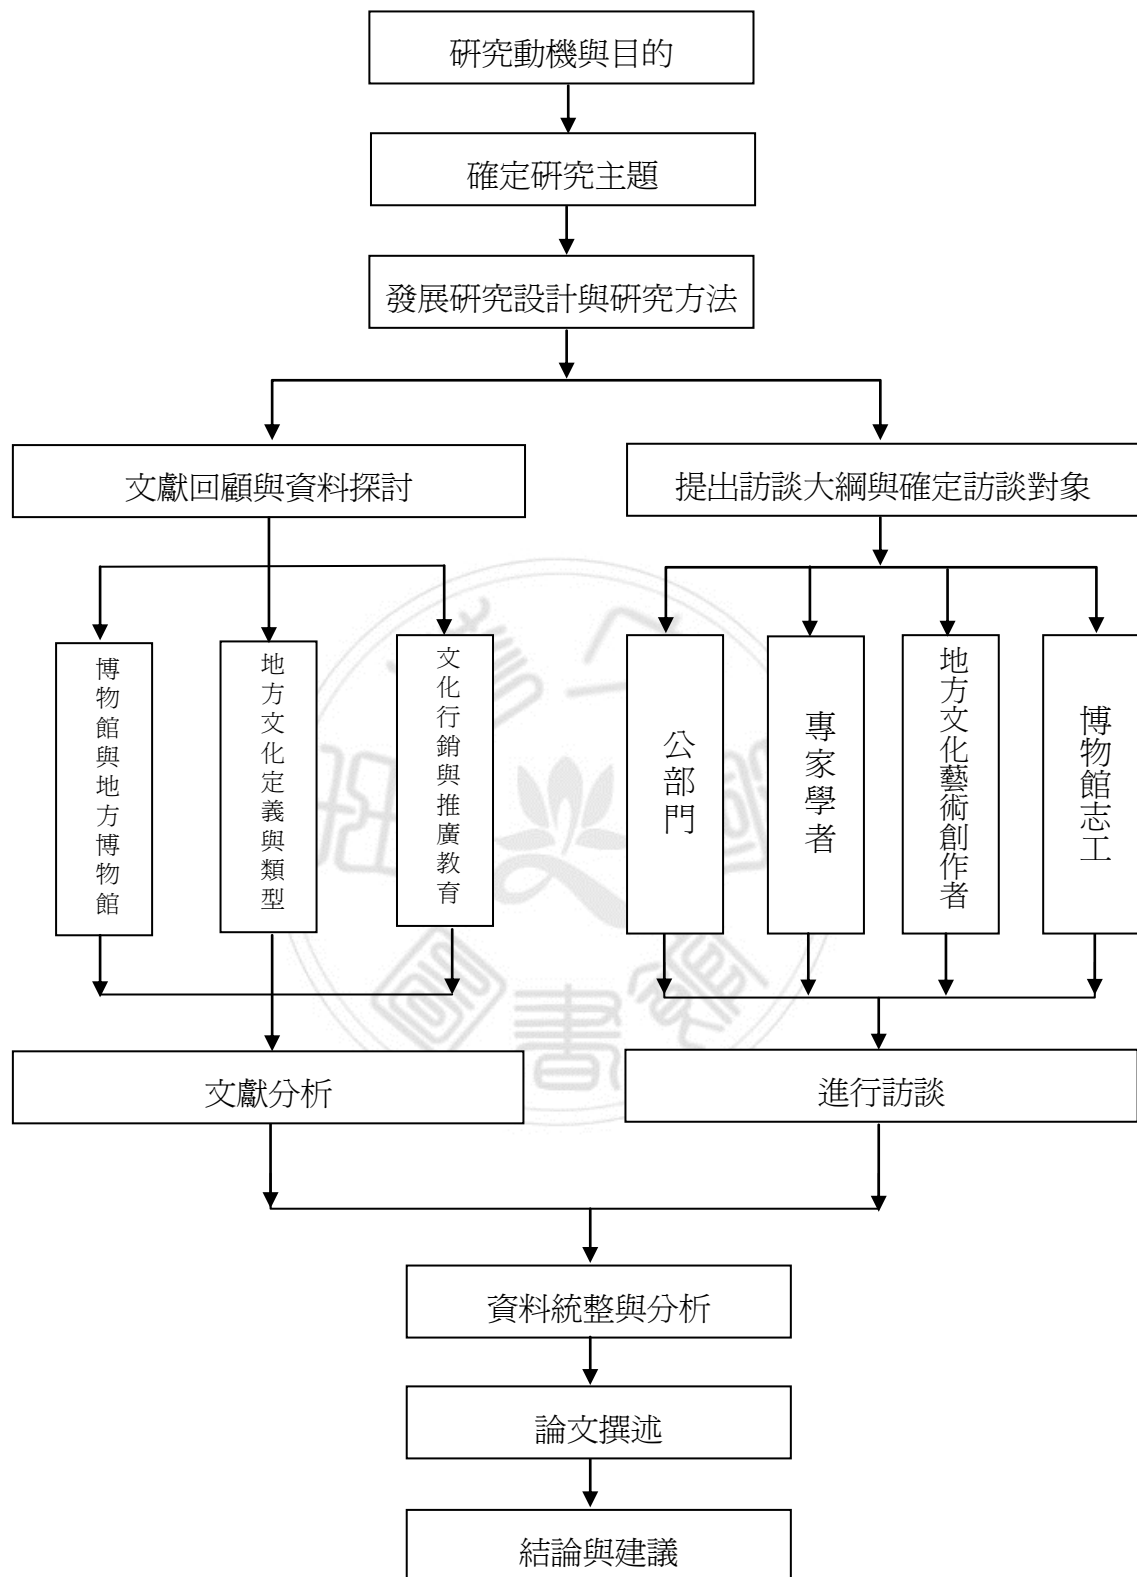 研究動機與目的
確定研究主題
發展研究設計與研究方法
文獻回顧與資料探討
提出訪談大綱與確定訪談對象
博物館與地方博物館
地方文化定義與類型
文化行銷與推廣教育
公部門
專家學者
地方文化藝術創作者
博物館志工
文獻分析
進行訪談
資料統整與分析
論文撰述
結論與建議